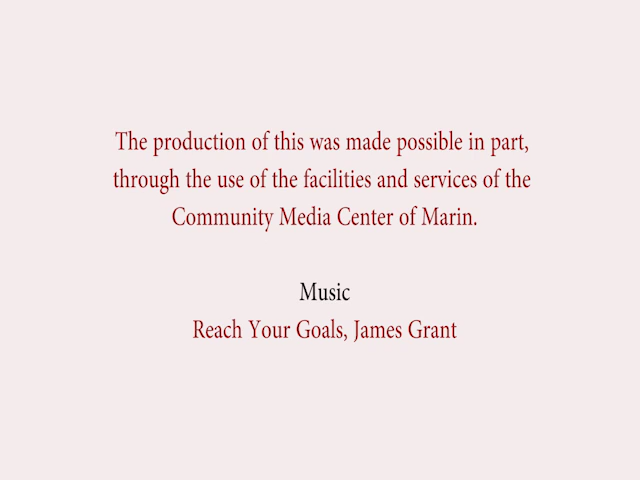 The production of this was made possible in part,
through the use of the facilities and services of the
Community Media Center of Marin.
Music
Reach Your Goals, James Grant